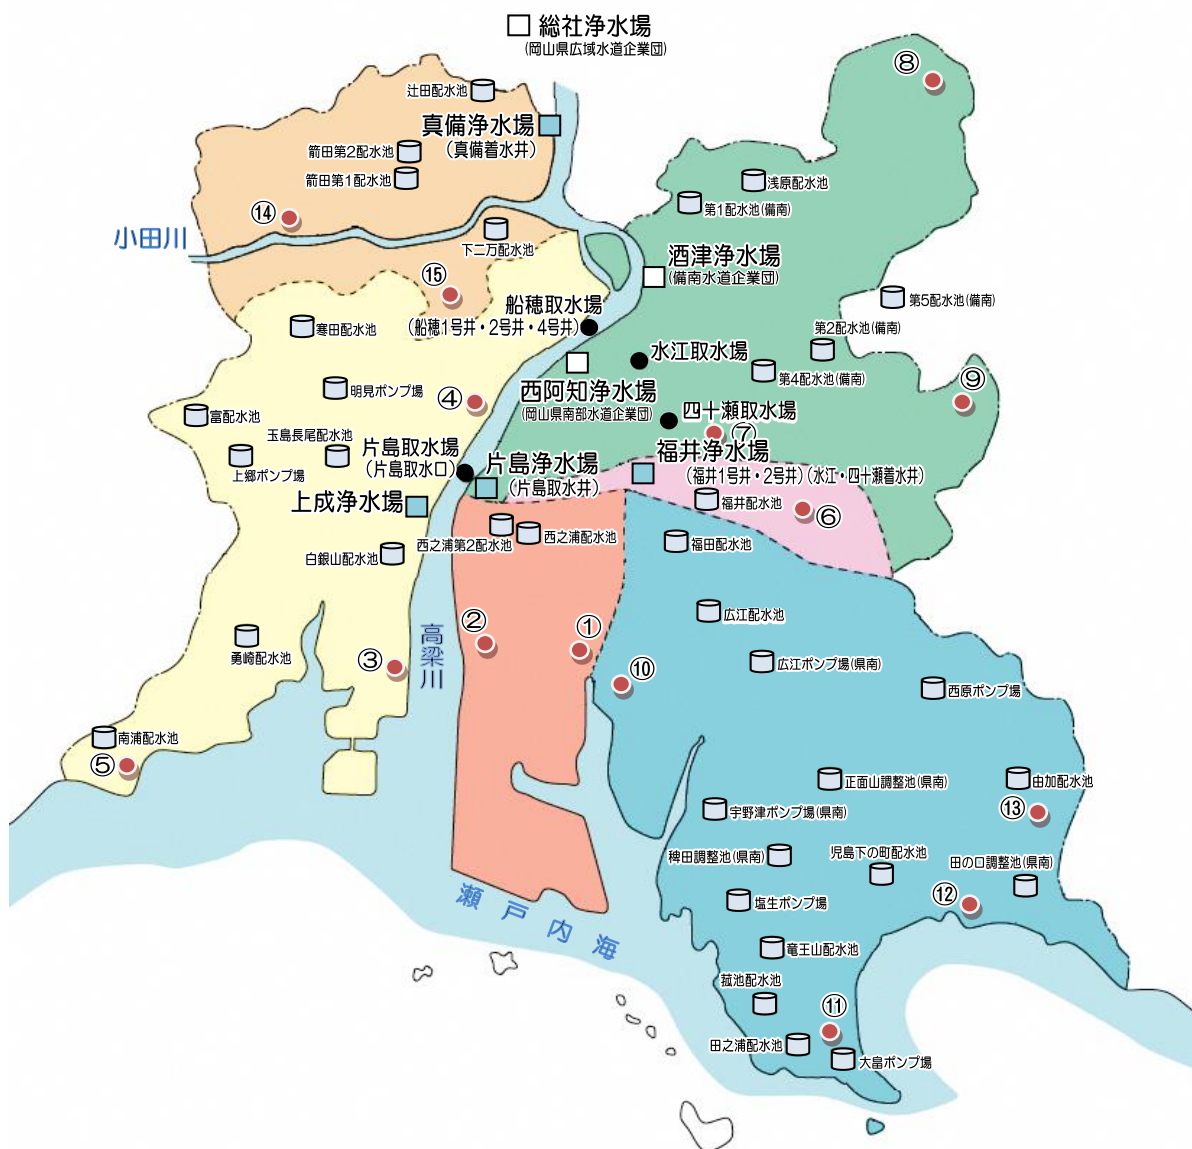 総社浄水場
(岡山県広域水道企業団)
⑧
辻田配水池
真備浄水場
(真備着水井)
箭田第2配水池
箭田第1配水池
浅原配水池
第1配水池(備南)
⑭
小田川
下二万配水池
酒津浄水場
(備南水道企業団)
⑮
船穂取水場
(船穂1号井・2号井・4号井)
第5配水池(備南)
寒田配水池
第2配水池(備南)
水江取水場
第4配水池(備南)
⑨
明見ポンプ場
④
西阿知浄水場
(岡山県南部水道企業団)
四十瀬取水場
⑦
富配水池
玉島長尾配水池
上郷ポンプ場
片島取水場
(片島取水口)
片島浄水場
(片島取水井)
福井浄水場
(福井1号井・2号井)(水江・四十瀬着水井)
上成浄水場
福井配水池
⑥
西之浦第2配水池
西之浦配水池
福田配水池
白銀山配水池
広江配水池
②
①
高梁川
勇崎配水池
③
⑩
広江ポンプ場(県南)
西原ポンプ場
南浦配水池
⑤
正面山調整池(県南)
由加配水池
⑬
宇野津ポンプ場(県南)
稗田調整池(県南)
児島下の町配水池
田の口調整池(県南)
⑫
塩生ポンプ場
瀬戸内海
竜王山配水池
菰池配水池
⑪
田之浦配水池
大畠ポンプ場